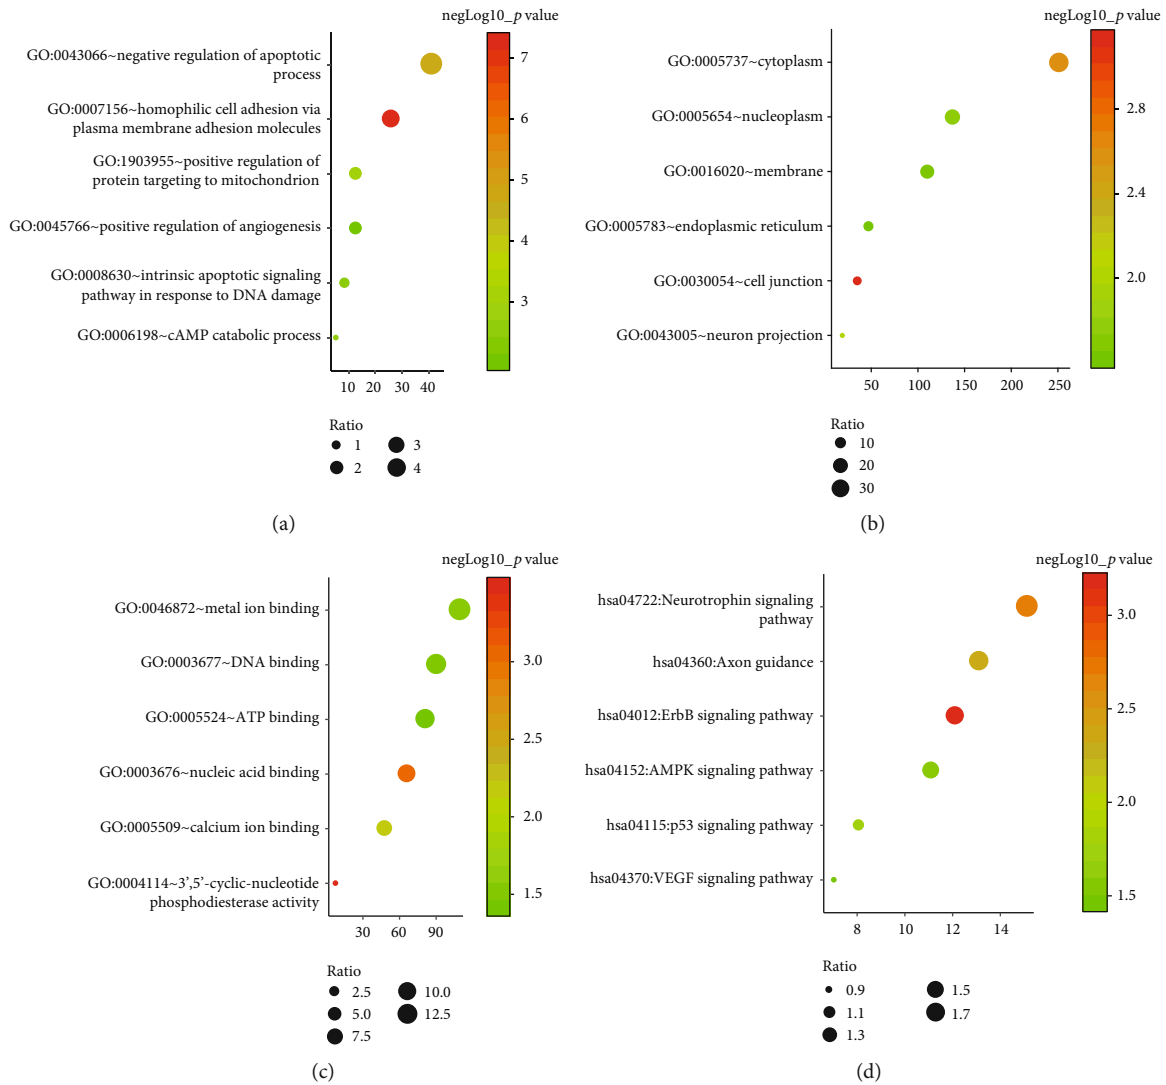 negLog10_p value
GO:0043066~negative regulation of apoptotic
process
GO:0007156~homophilic cell adhesion via
plasma membrane adhesion molecules
GO:1903955~positive regulation of
protein targeting to mitochondrion
GO:0045766~positive regulation of angiogenesis
GO:0008630~intrinsic apoptotic signaling
pathway in response to DNA damage
GO:0006198~cAMP catabolic process
7
6
5
4
3
10 20 30 40
Ratio
1 3
2 4
(a)
negLog10_p value
GO:0005737~cytoplasm
GO:0005654~nucleoplasm
GO:0016020~membrane
GO:0005783~endoplasmic reticulum
GO:0030054~cell junction
GO:0043005~neuron projection
2.8
2.4
2.0
50 100 150 200 250
Ratio
10
20
30
(b)
negLog10_p value
GO:0046872~metal ion binding
GO:0003677~DNA binding
GO:0005524~ATP binding
GO:0003676~nucleic acid binding
GO:0005509~calcium ion binding
GO:0004114~3',5'-cyclic-nucleotide
phosphodiesterase activity
3.0
2.5
2.0
1.5
30 60 90
Ratio
2.5 10.0
5.0 12.5
7.5
(c)
negLog10_p value
hsa04722:Neurotrophin signaling
pathway
hsa04360:Axon guidance
hsa04012:ErbB signaling pathway
hsa04152:AMPK signaling pathway
hsa04115:p53 signaling pathway
hsa04370:VEGF signaling pathway
3.0
2.5
2.0
1.5
8 10 12 14
Ratio
0.9 1.5
1.1 1.7
1.3
(d)